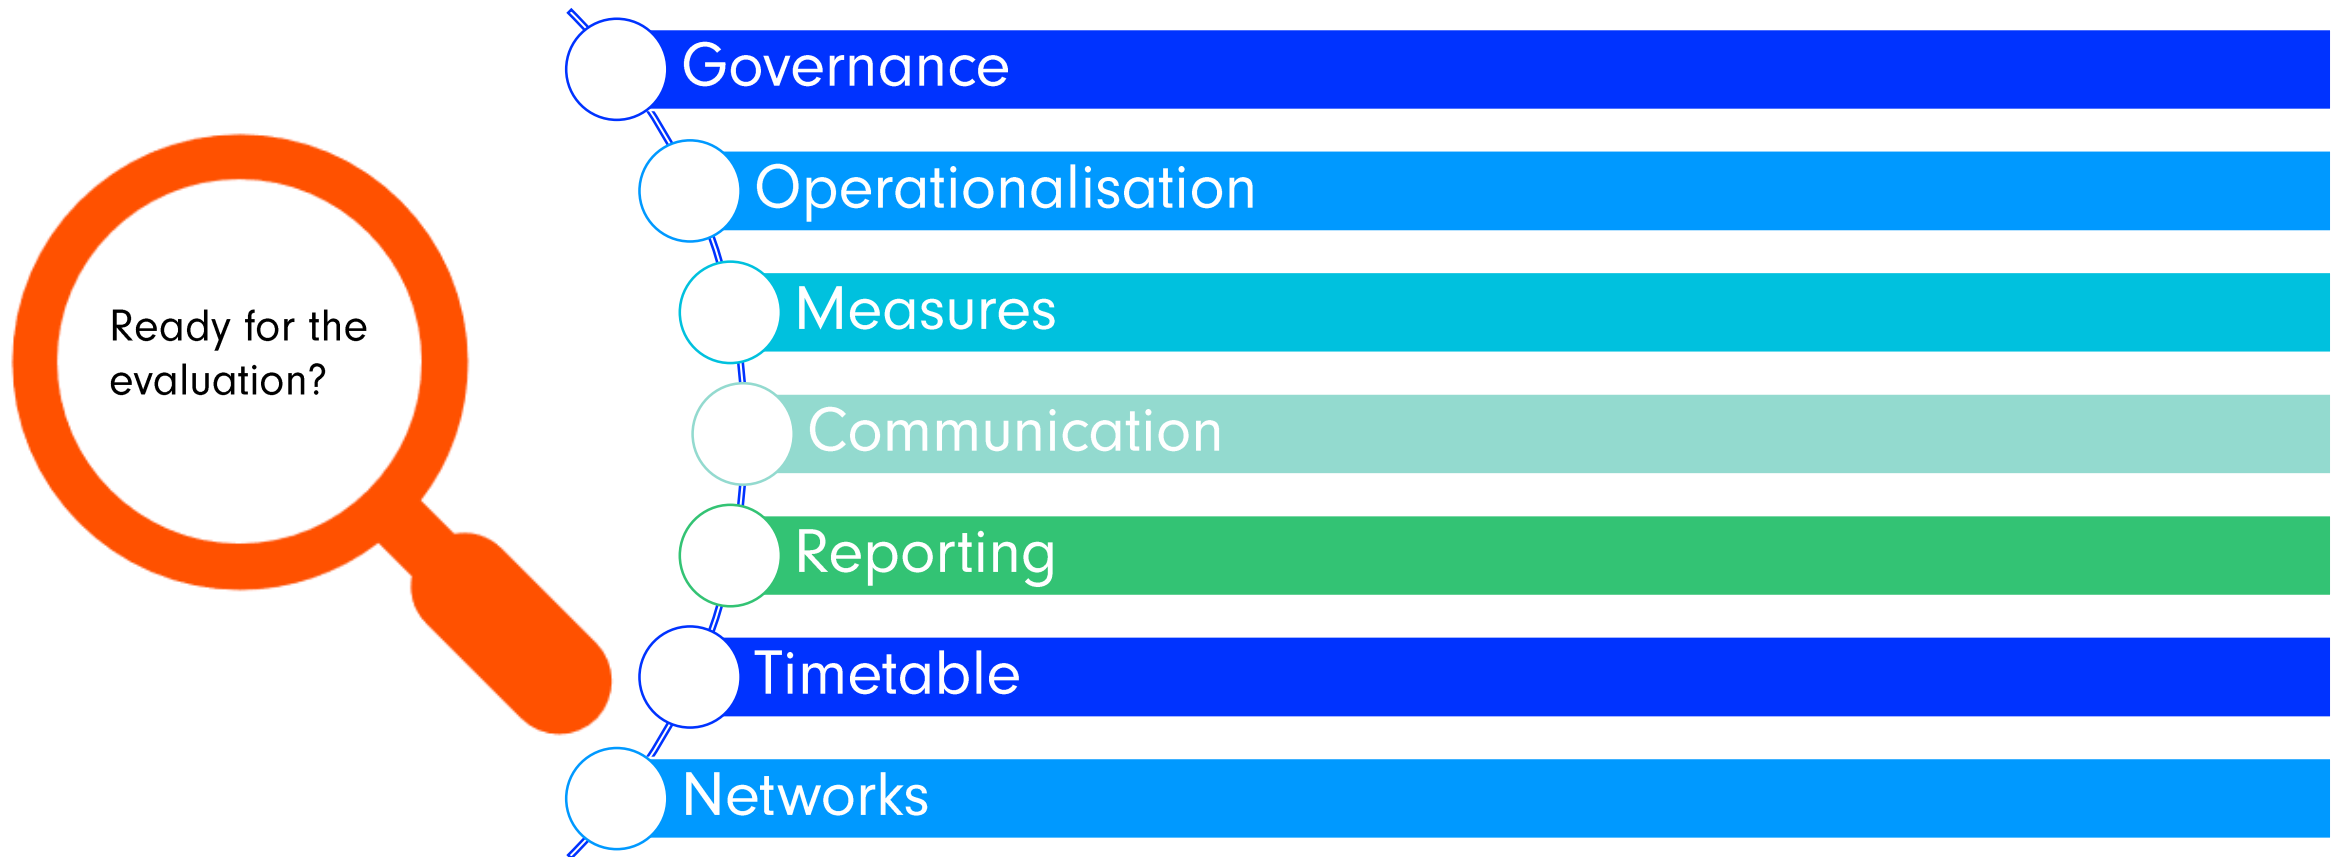 Ready for the
evaluation?
Governance
Operationalisation
Measures
Communication
Reporting
Timetable
Networks